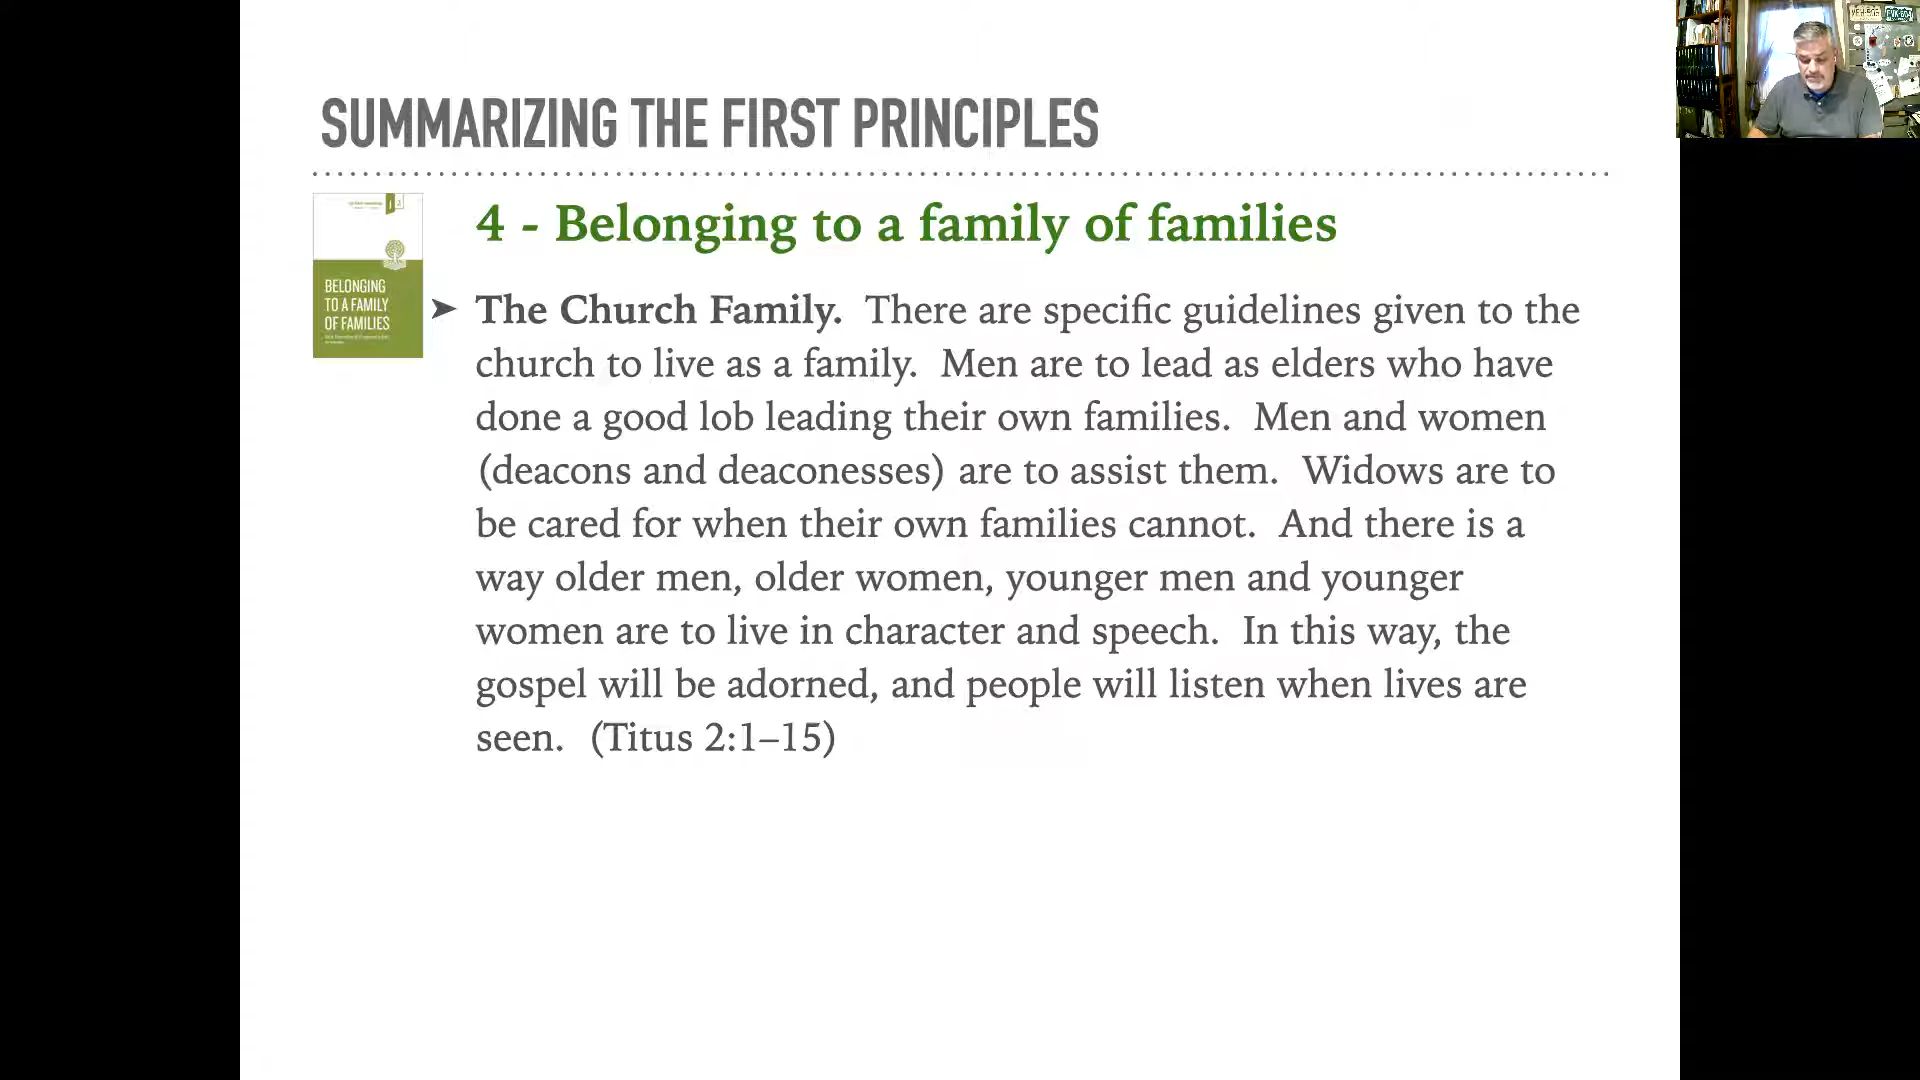 SUMMARIZING THE FIRST PRINCIPLES
4 - Belonging to a family of families
BELONGING
TO A FAMILY
OF FAMILIES
➤ The Church Family. There are specific guidelines given to the
church to live as a family. Men are to lead as elders who have
done a good lob leading their own families. Men and women
(deacons and deaconesses) are to assist them. Widows are to
be cared for when their own families cannot. And there is a
way older men, older women, younger men and younger
women are to live in character and speech. In this way, the
gospel will be adorned, and people will listen when lives are
seen. (Titus 2:1–15)